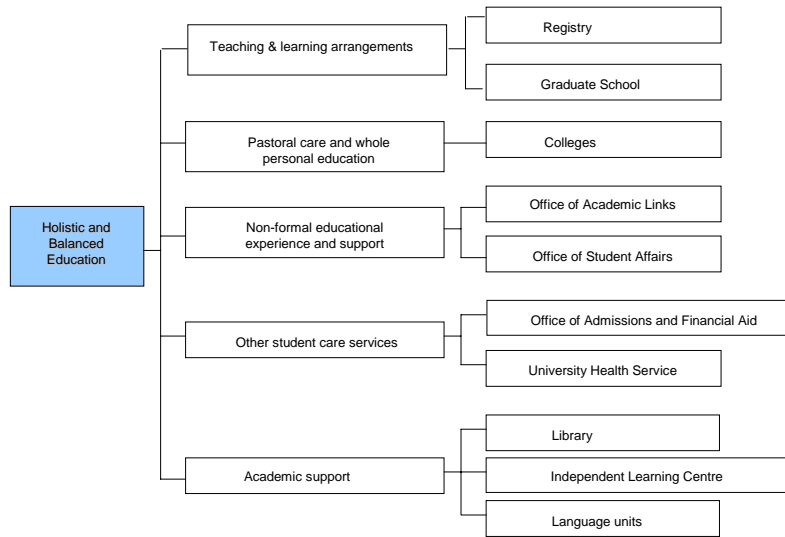 Holistic and
Balanced
Education
Teaching & learning arrangements
Registry
Graduate School
Pastoral care and whole
personal education
Colleges
Non-formal educational
experience and support
Office of Academic Links
Office of Student Affairs
Other student care services
Office of Admissions and Financial Aid
University Health Service
Academic support
Library
Independent Learning Centre
Language units